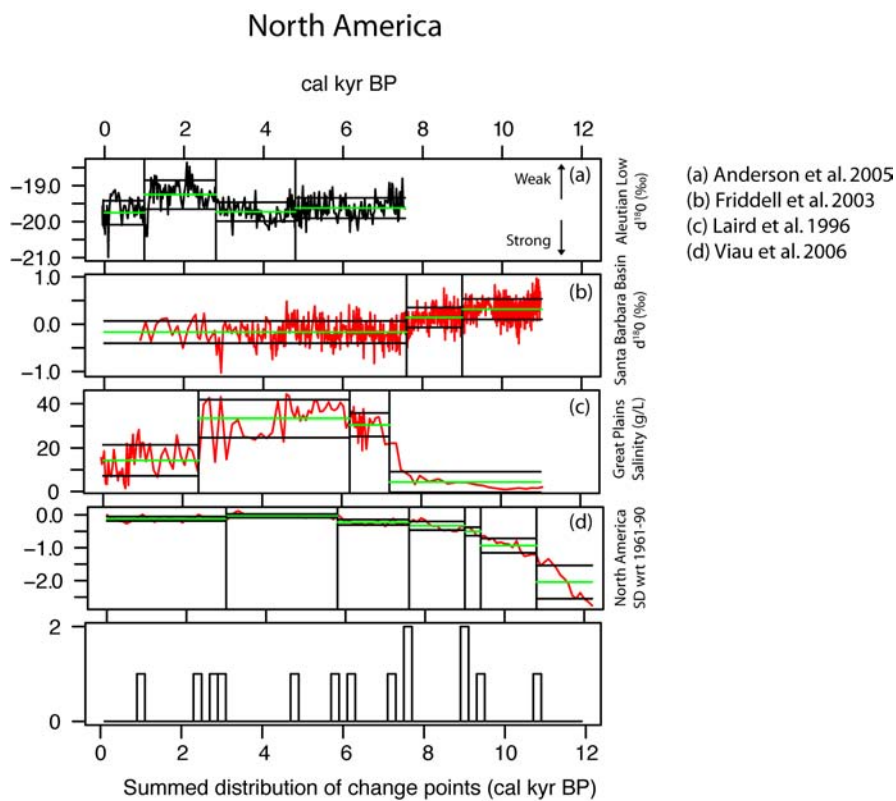 North America
cal kyr BP
0 2 4 6 8 10 12
−19.0
−20.0
−21.0
Weak
Strong
(a)
Aleutian Low
d¹⁸O (‰)
(a) Anderson et al. 2005
(b) Friddell et al. 2003
(c) Laird et al. 1996
(d) Viau et al. 2006
1.0
0.0
−1.0
(b)
Santa Barbara Basin
d¹⁸O (‰)
40
20
0
(c)
Great Plains
Salinity (g/L)
0.0
−1.0
−2.0
(d)
North America
SD wrt 1961-90
2
0
0 2 4 6 8 10 12
Summed distribution of change points (cal kyr BP)